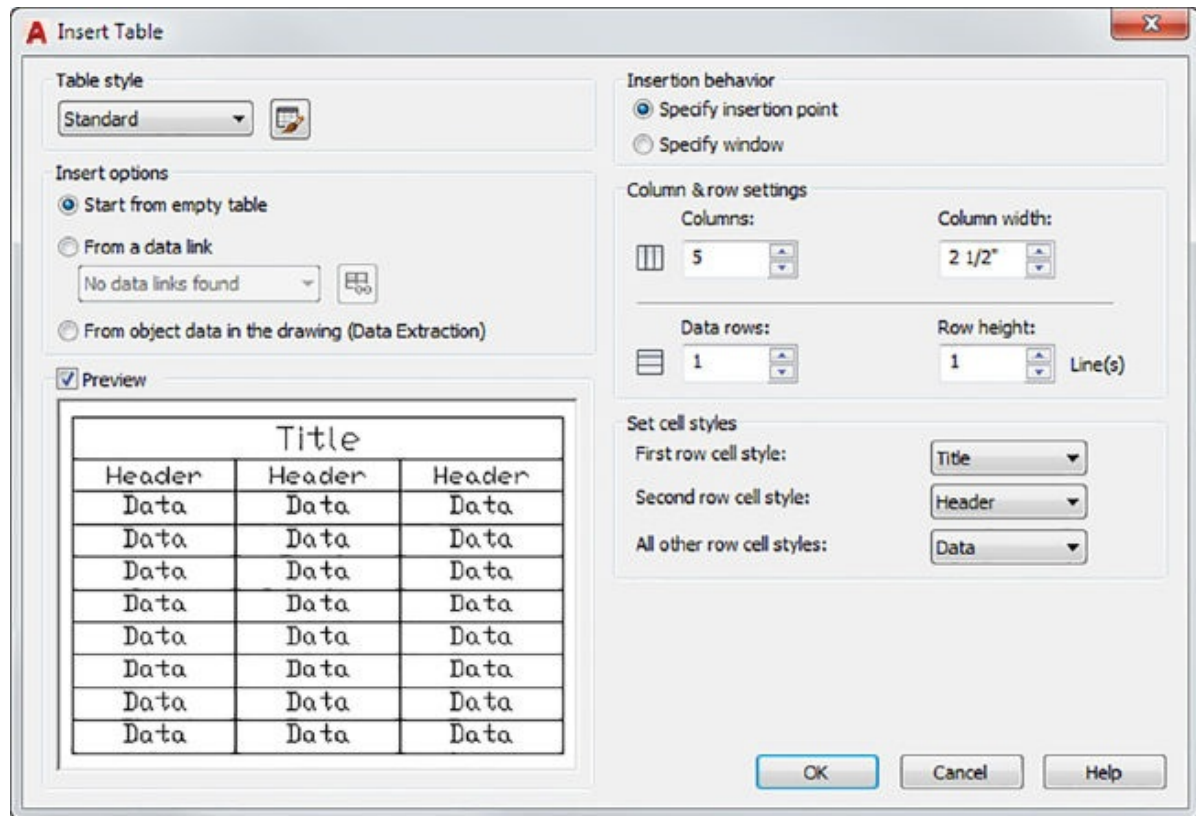 Insert Table
Table style
Standard
Insert options
Start from empty table
From a data link
No data links found
From object data in the drawing (Data Extraction)
Preview
Title
Header Header Header
Data Data Data
Data Data Data
Data Data Data
Data Data Data
Data Data Data
Data Data Data
Data Data Data
Data Data Data
Insertion behavior
Specify insertion point
Specify window
Column & row settings
Columns: Column width:
5 2 1/2"
Data rows: Row height:
1 1 Line(s)
Set cell styles
First row cell style: Title
Second row cell style: Header
All other row cell styles: Data
OK Cancel Help